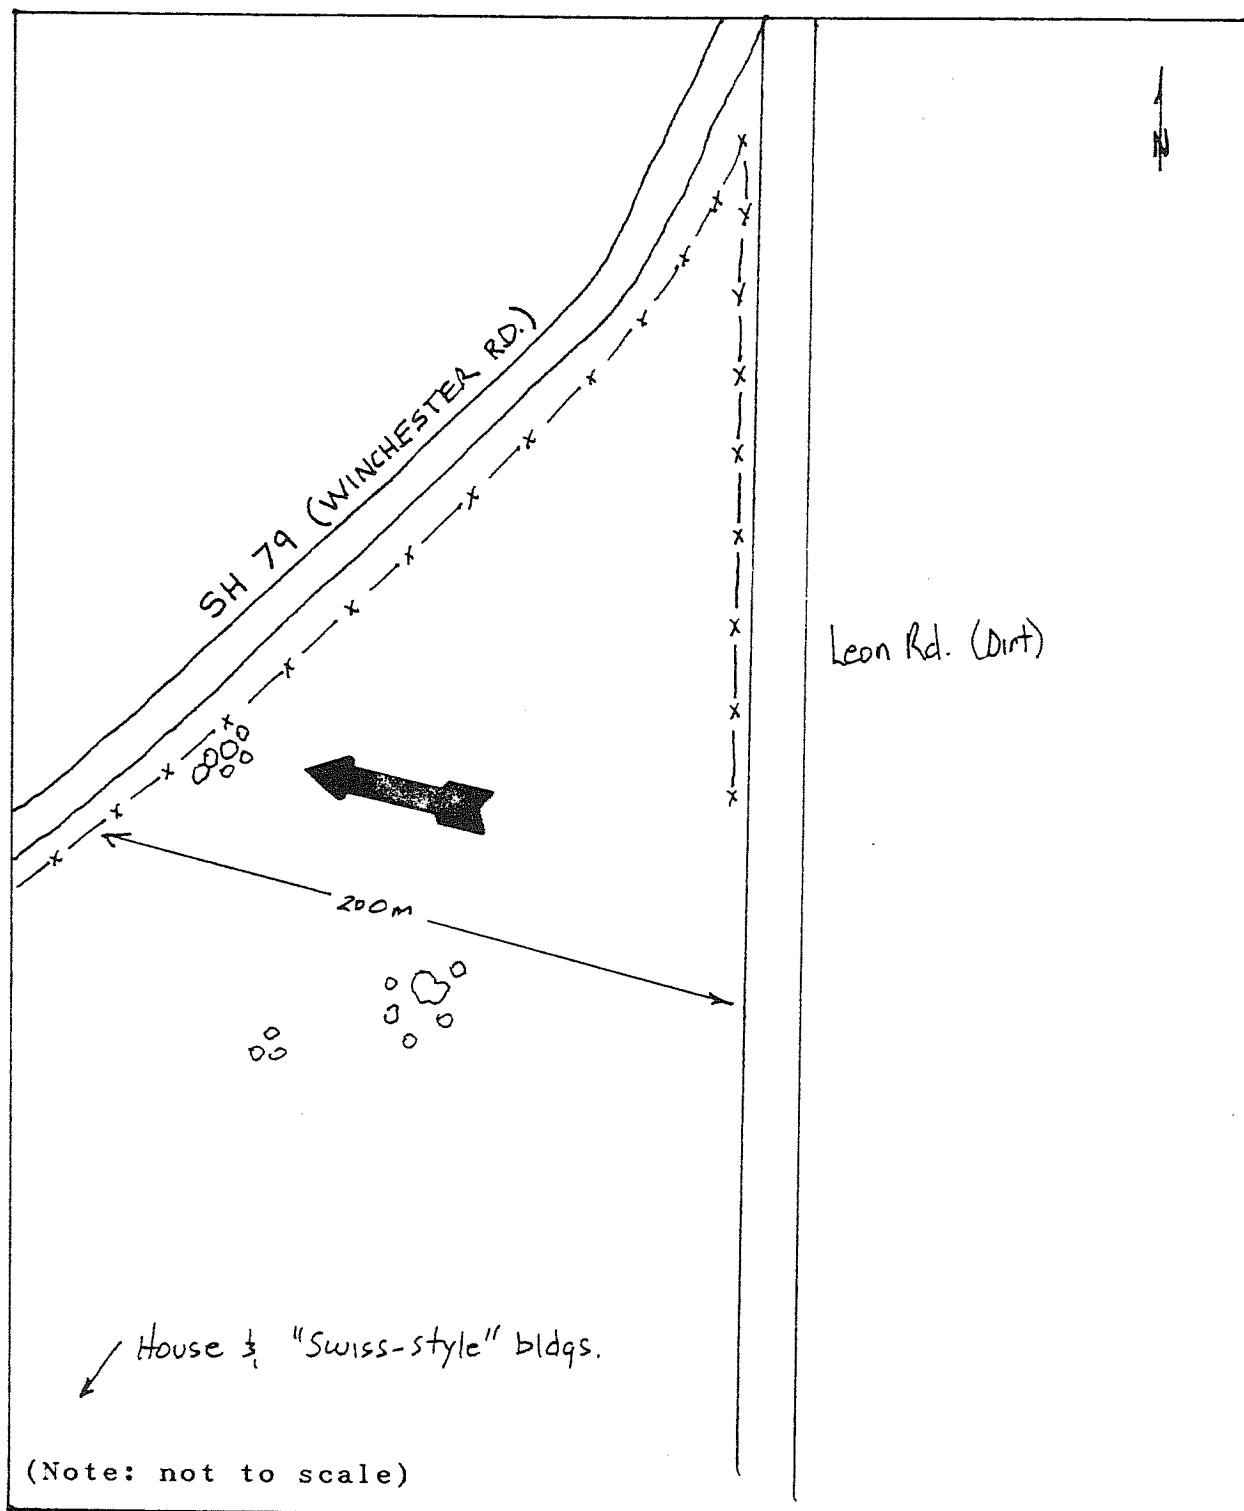 N
SH 79 (WINCHESTER RD.)
Leon Rd. (Dirt)
200m
House & "Swiss-style" bldgs.
(Note: not to scale)